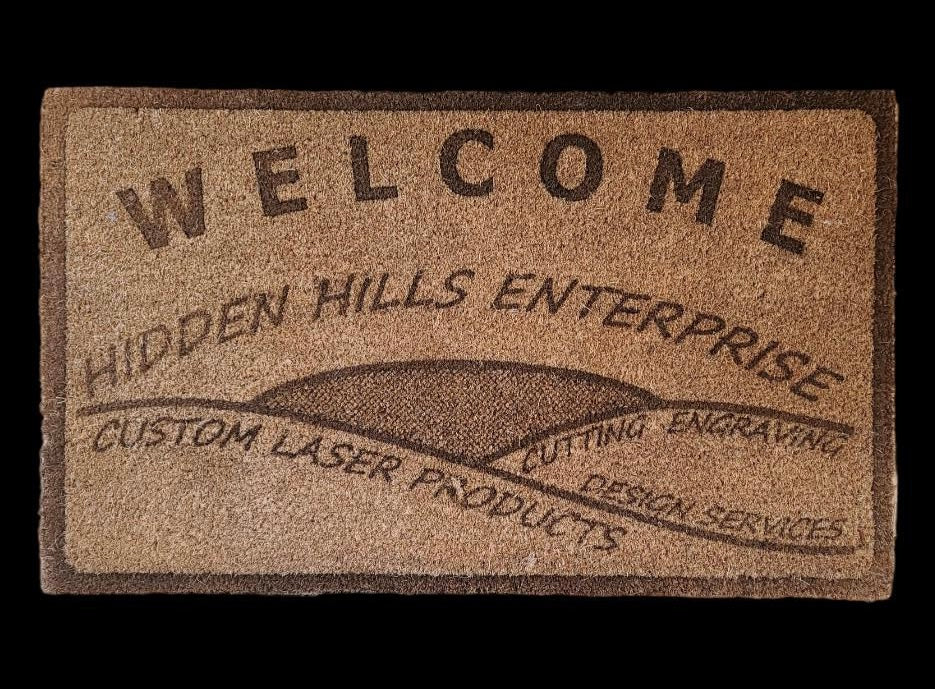 WELCOME
HIDDEN HILLS ENTERPRISE
CUSTOM LASER PRODUCTS
CUTTING ENGRAVING
DESIGN SERVICES